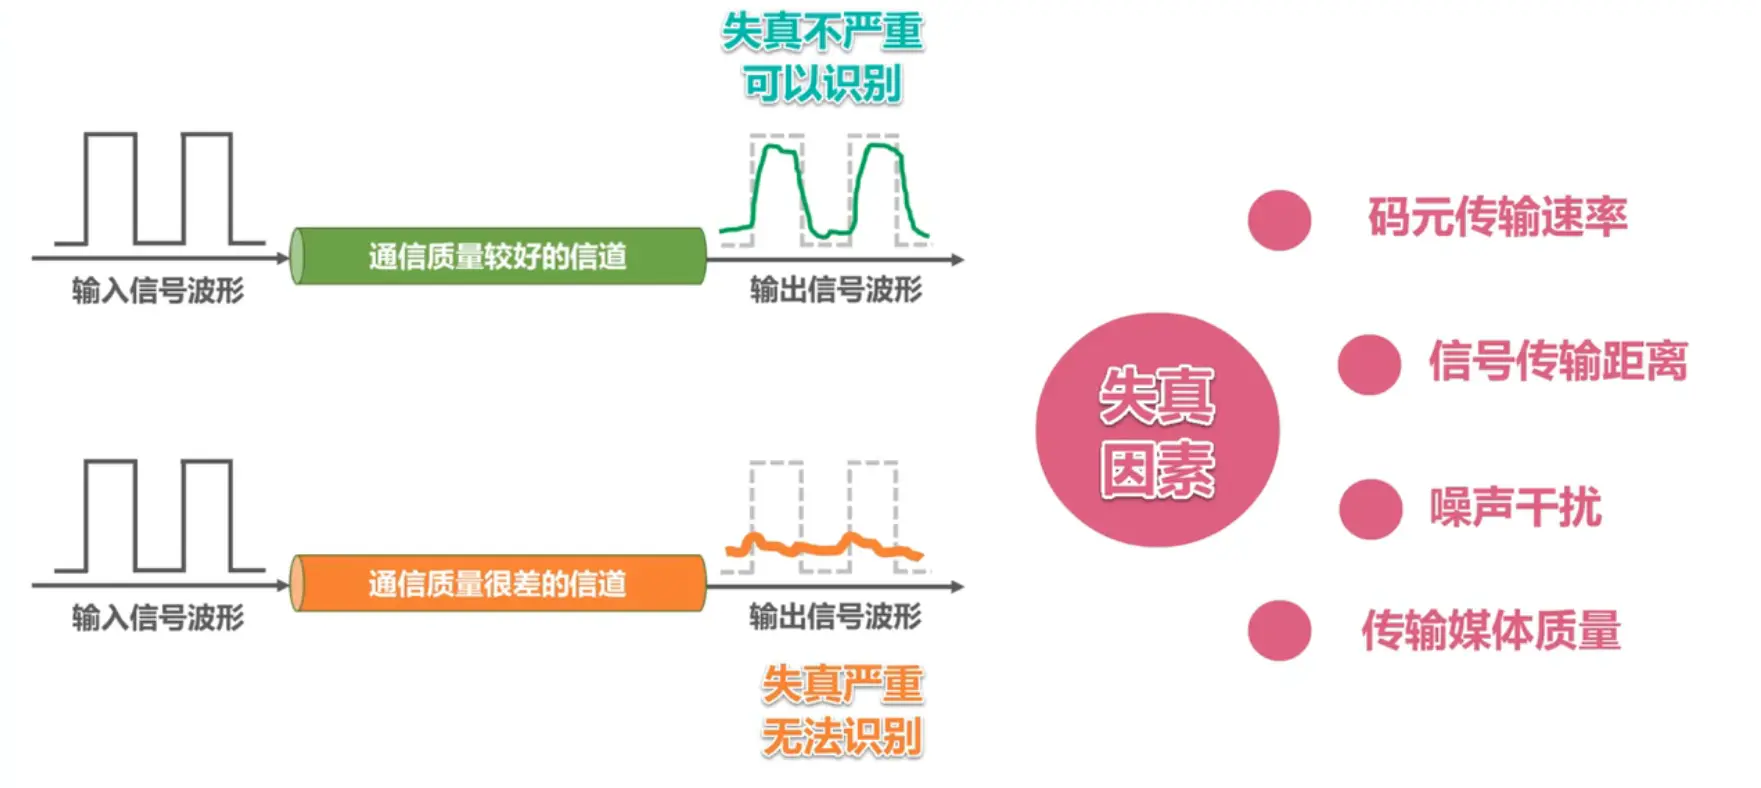 失真不严重
可以识别
通信质量较好的信道
输入信号波形
输出信号波形
通信质量很差的信道
输入信号波形
输出信号波形
失真严重
无法识别
失真
因素
码元传输速率
信号传输距离
噪声干扰
传输媒体质量